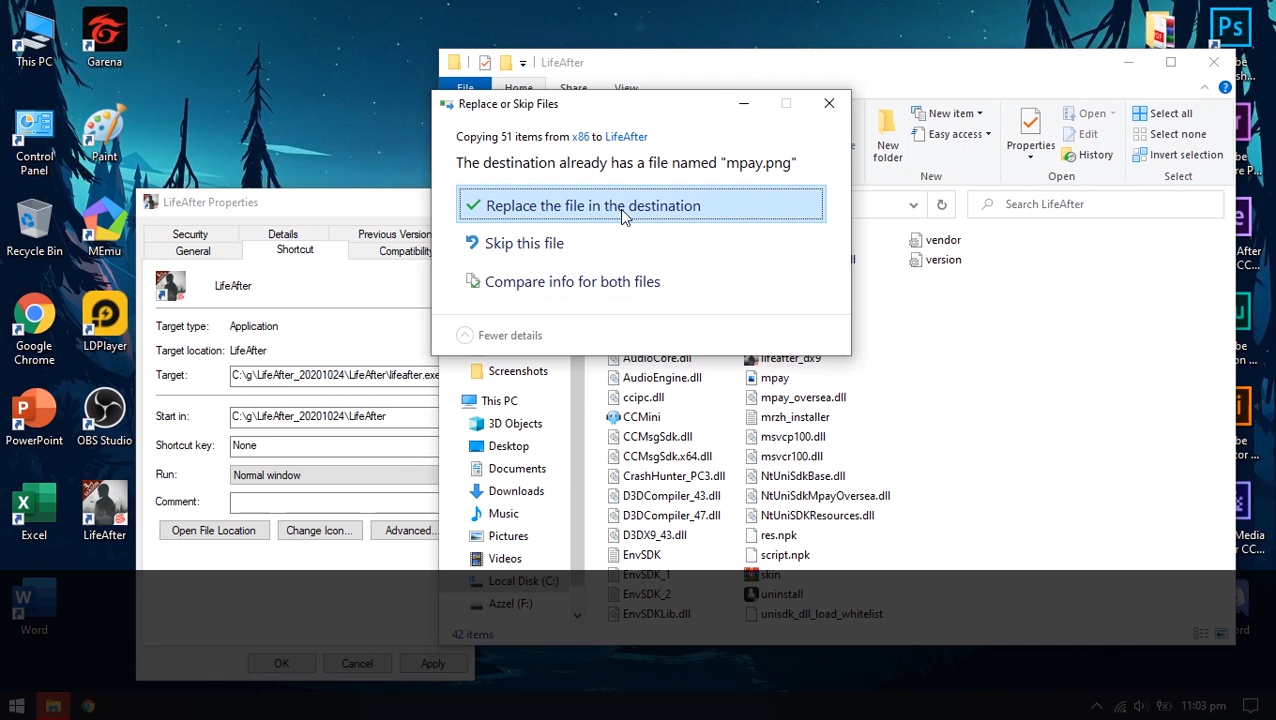 This PC
Garena
Control
Panel
Paint
Recycle Bin
MEmu
Google
Chrome
LDPlayer
PowerPoint
OBS Studio
Excel
LifeAfter
Word
LifeAfter Properties
Security
Details
Previous Version
General
Shortcut
Compatibility
LifeAfter
Target type:
Application
Target location:
LifeAfter
Target:
C:\g\LifeAfter_20201024\LifeAfter\lifeafter.exe
Start in:
C:\g\LifeAfter_20201024\LifeAfter
Shortcut key:
None
Run:
Normal window
Comment:
Open File Location
Change Icon...
Advanced...
OK
Cancel
Apply
LifeAfter
File
Home
Share
View
Replace or Skip Files
Copying 51 items from x86 to LifeAfter
The destination already has a file named "mpay.png"
Replace the file in the destination
Skip this file
Compare info for both files
Fewer details
New
folder
New item
Easy access
New
Properties
Open
Edit
History
Open
Select all
Select none
Invert selection
Select
Search LifeAfter
Screenshots
This PC
3D Objects
Desktop
Documents
Downloads
Music
Pictures
Videos
Local Disk (C:)
Azzel (F:)
AudioCore.dll
AudioEngine.dll
ccipc.dll
CCMini
CCMsgSdk.dll
CCMsgSdk.x64.dll
CrashHunter_PC3.dll
D3DCompiler_43.dll
D3DCompiler_47.dll
D3DX9_43.dll
EnvSDK
EnvSDK_1
EnvSDK_2
EnvSDKLib.dll
lifeafter_dx9
mpay
mpay_oversea.dll
mrzh_installer
msvcp100.dll
msvcr100.dll
NtUniSdkBase.dll
NtUniSdkMpayOversea.dll
NtUniSDKResources.dll
res.npk
script.npk
skin
uninstall
unisdk_dll_load_whitelist
vendor
version
42 items
Ps
11:03 pm